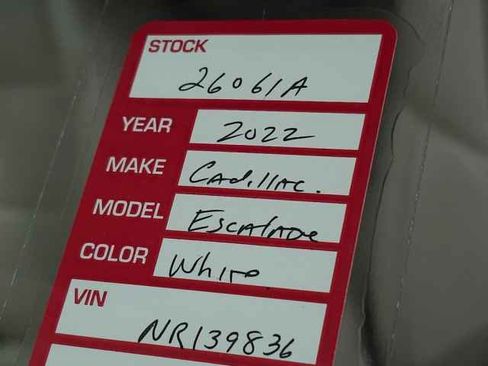 STOCK
26061A
YEAR 2022
MAKE Cadillac.
MODEL Escalade
COLOR White
VIN
NR139836